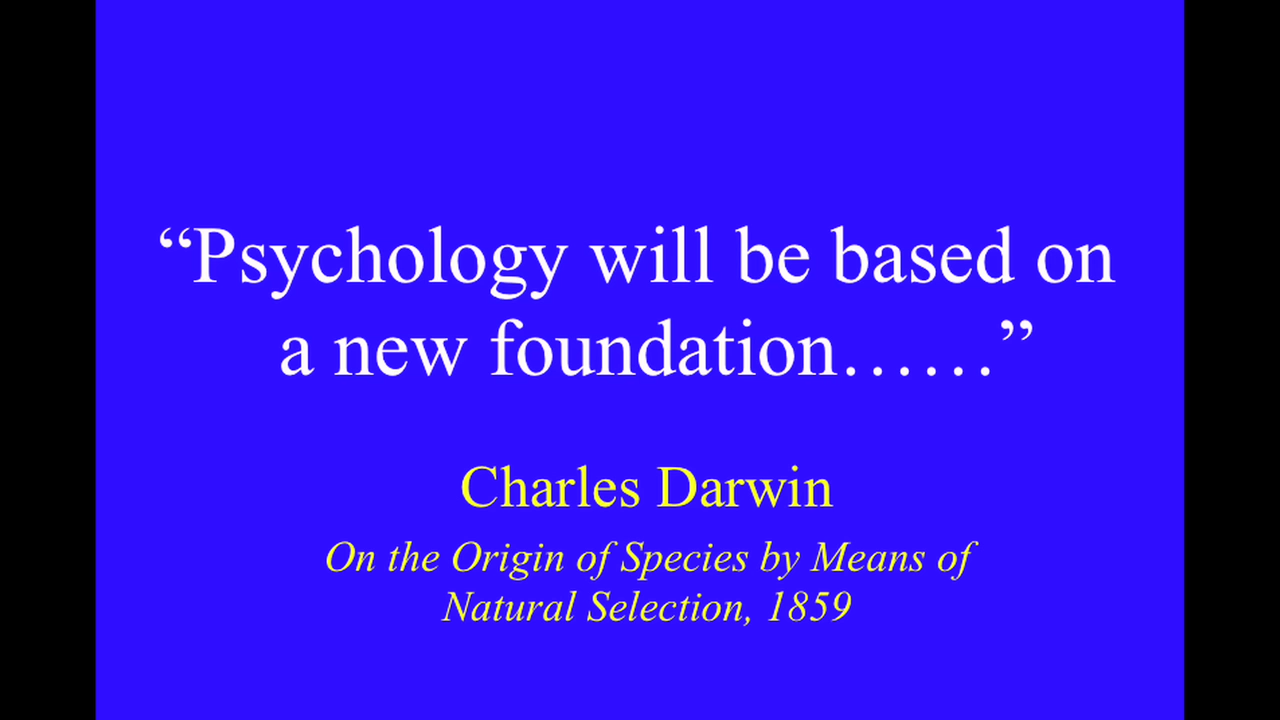 “Psychology will be based on
a new foundation……”
Charles Darwin
On the Origin of Species by Means of
Natural Selection, 1859